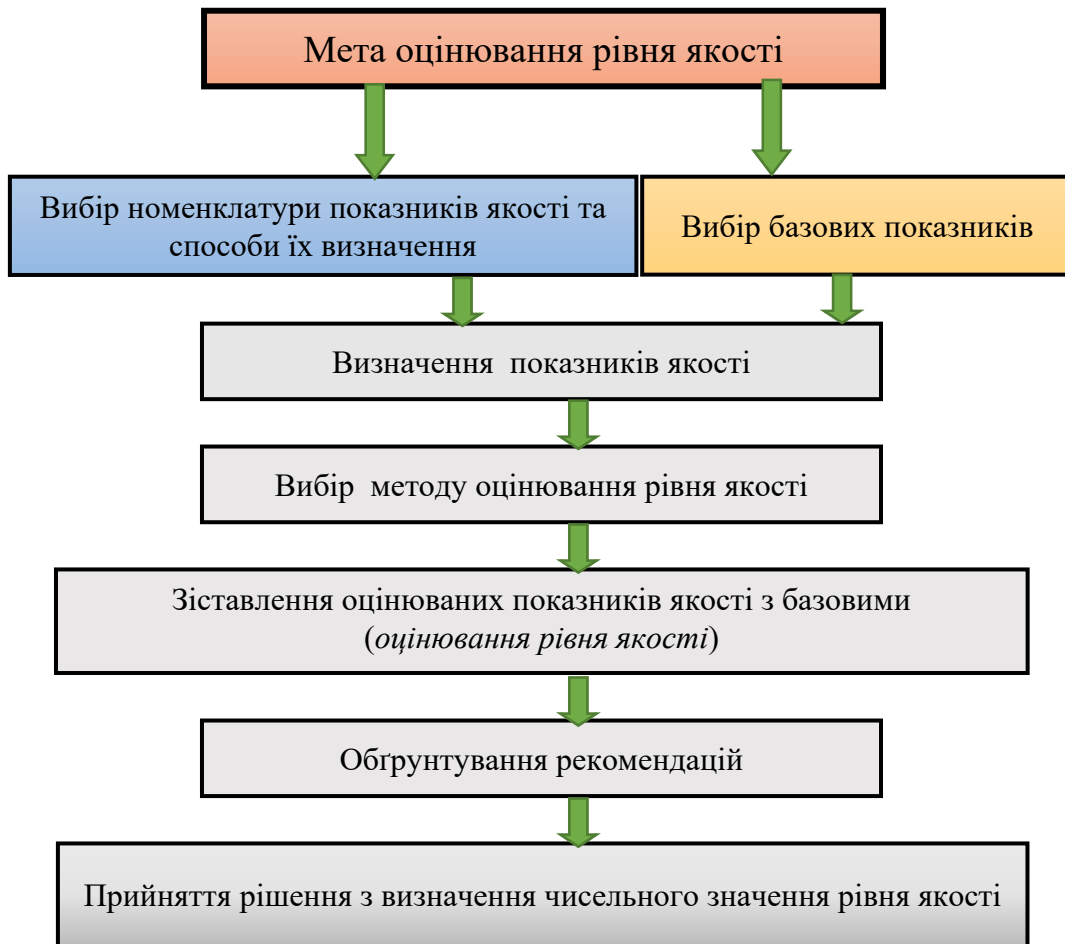 Мета оцінювання рівня якості
Вибір номенклатури показників якості та
способи їх визначення
Вибір базових показників
Визначення показників якості
Вибір методу оцінювання рівня якості
Зіставлення оцінюваних показників якості з базовими
(оцінювання рівня якості)
Обґрунтування рекомендацій
Прийняття рішення з визначення чисельного значення рівня якості